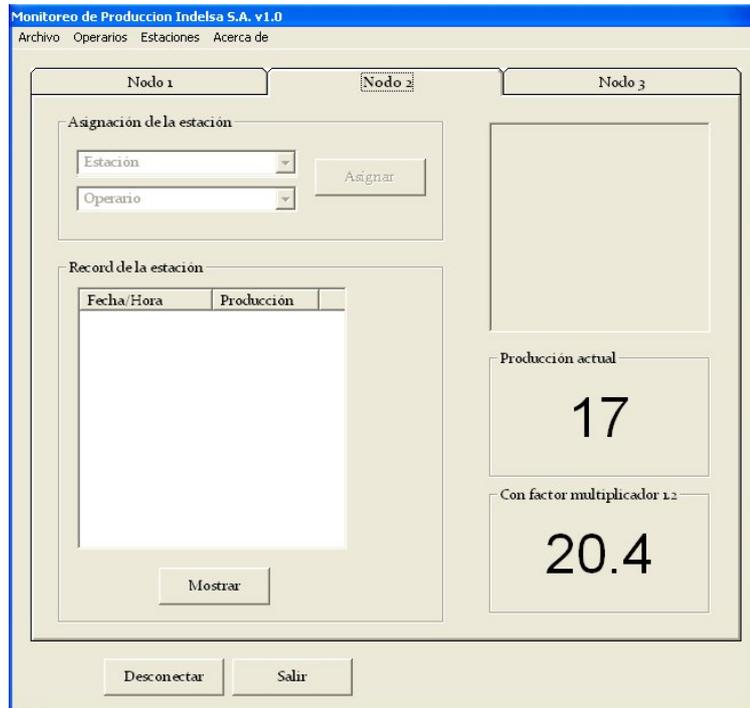 Monitoreo de Produccion Indelsa S.A. v1.0
Archivo Operarios Estaciones Acerca de
Nodo 1 Nodo 2 Nodo 3
Asignación de la estación
Estación
Operario
Asignar
Record de la estación
Fecha/Hora Producción
Mostrar
Producción actual
17
Con factor multiplicador 1.2
20.4
Desconectar Salir